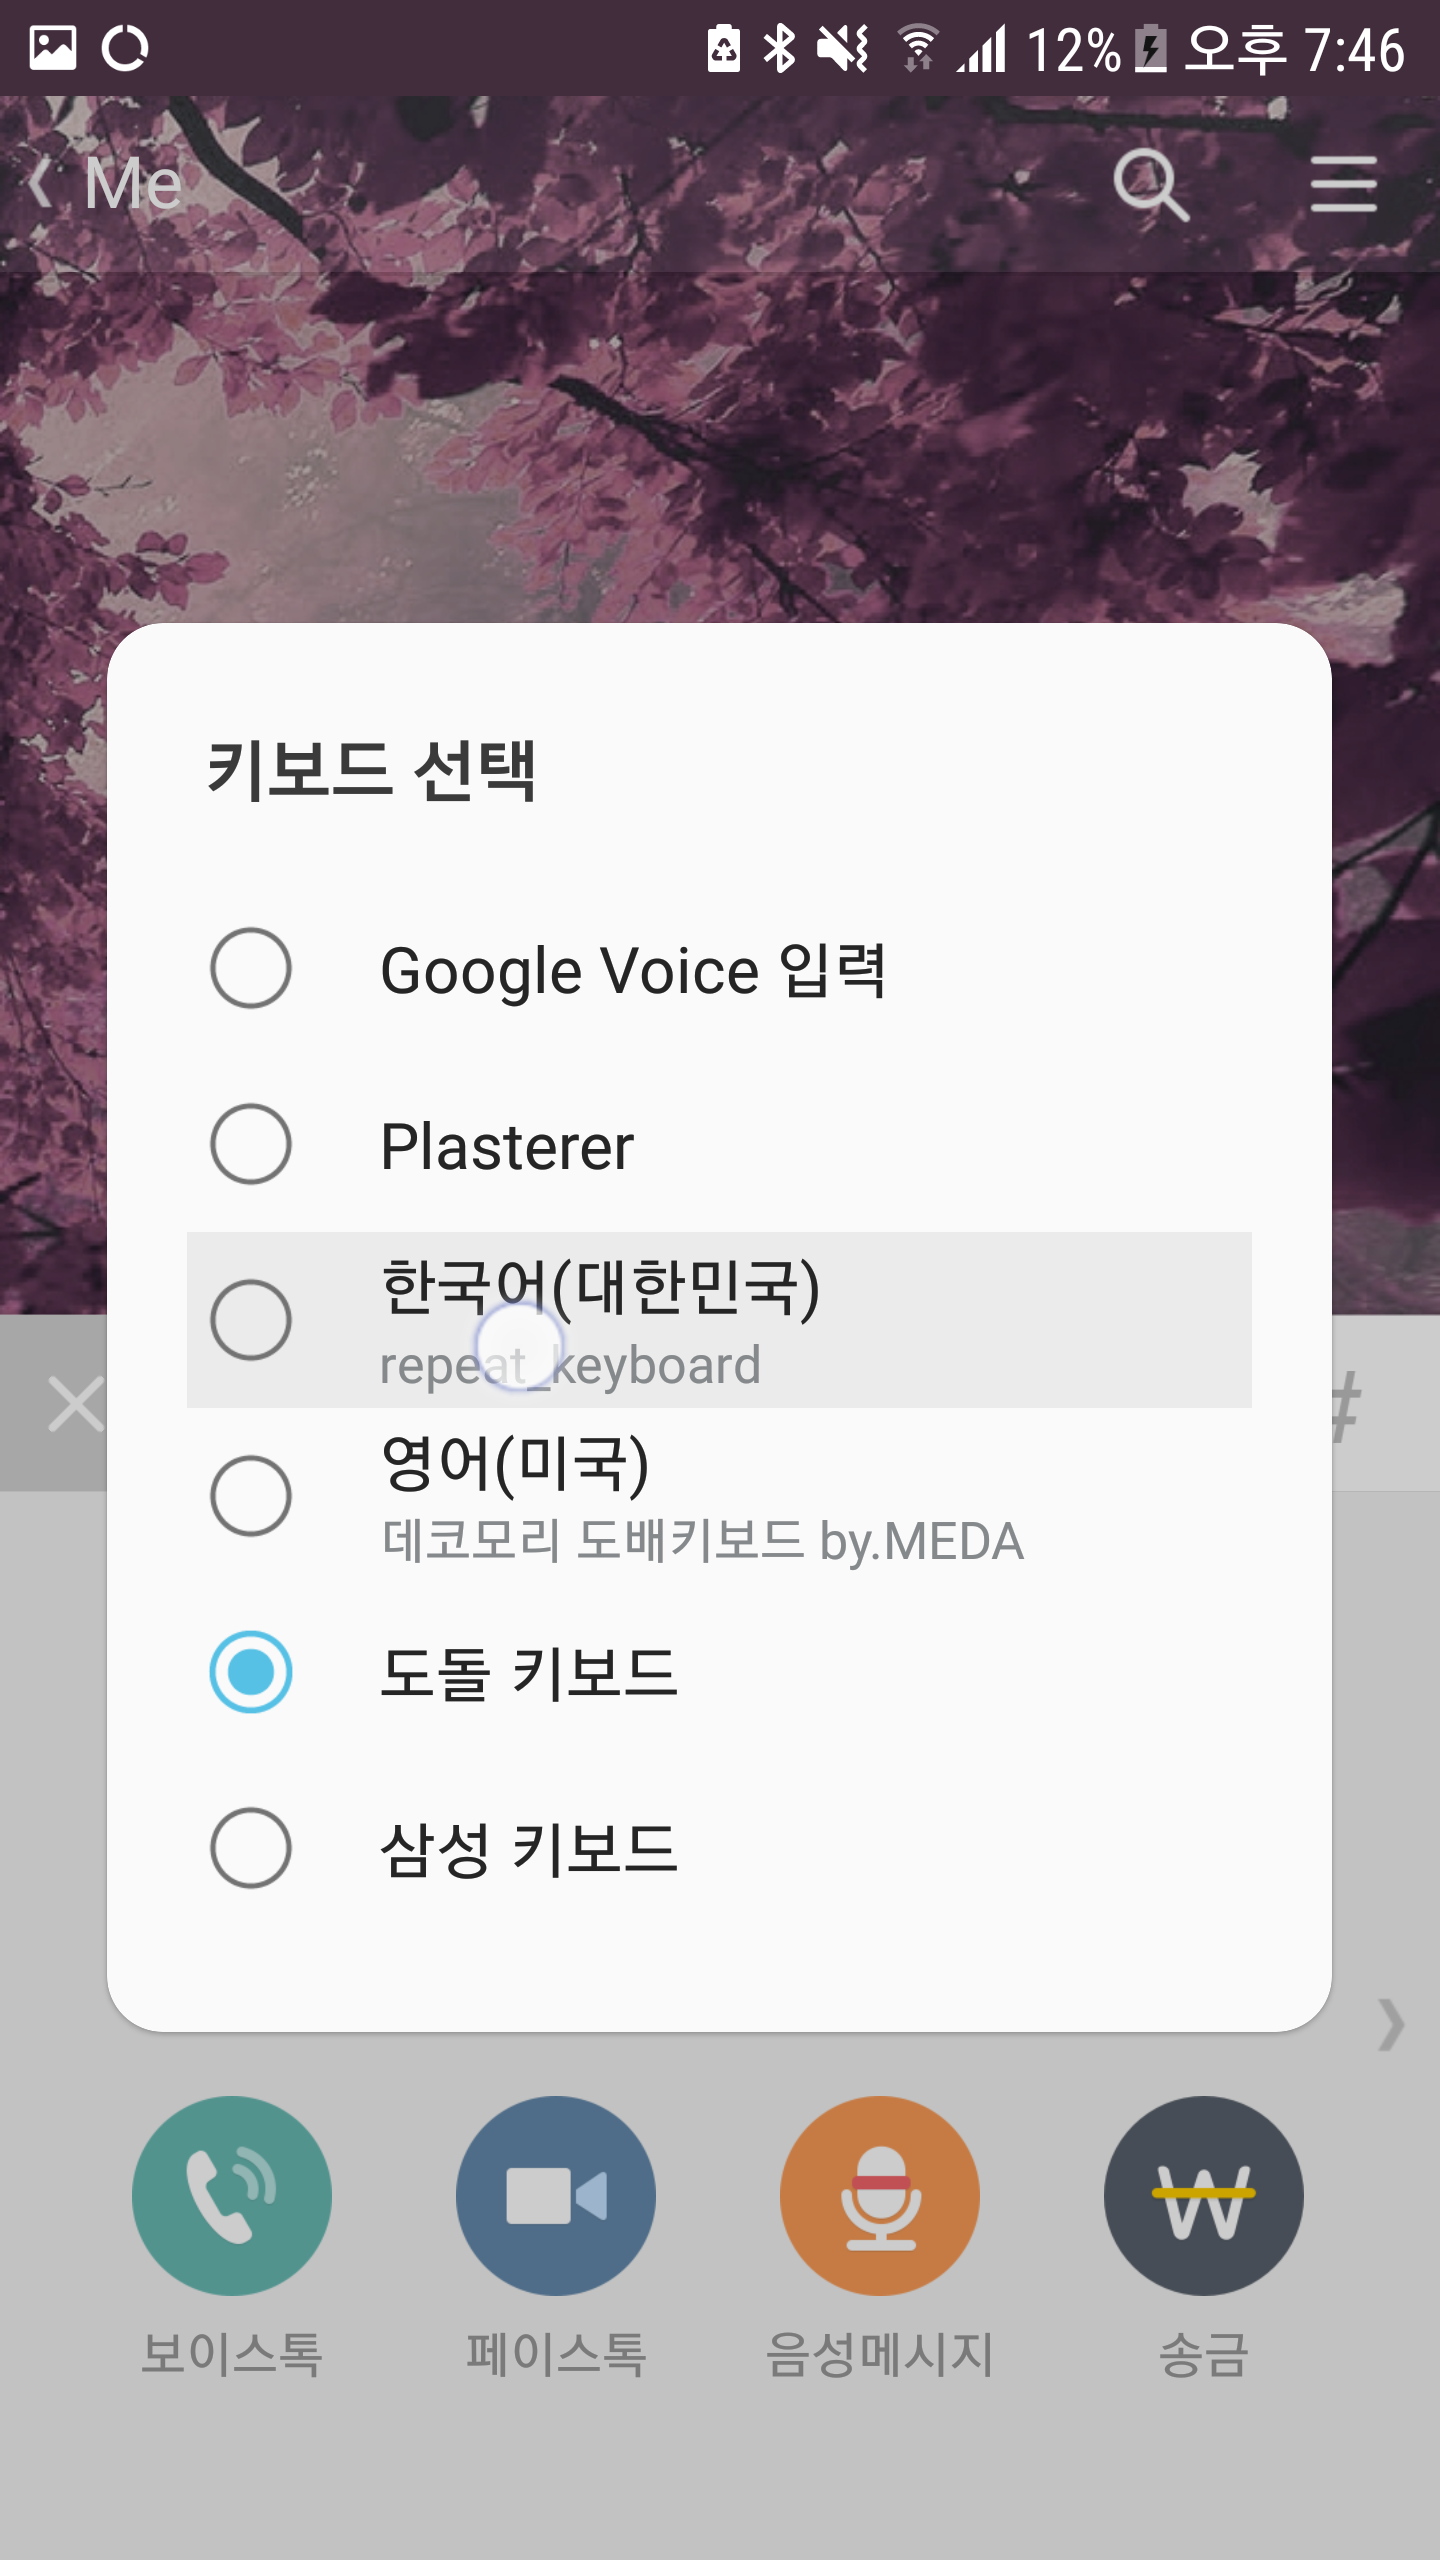 12% 오후 7:46
Me
키보드 선택
Google Voice 입력
Plasterer
한국어(대한민국)
repeat_keyboard
#
영어(미국)
데코모리 도배키보드 by.MEDA
도돌 키보드
삼성 키보드
보이스톡 페이스톡 음성메시지 송금